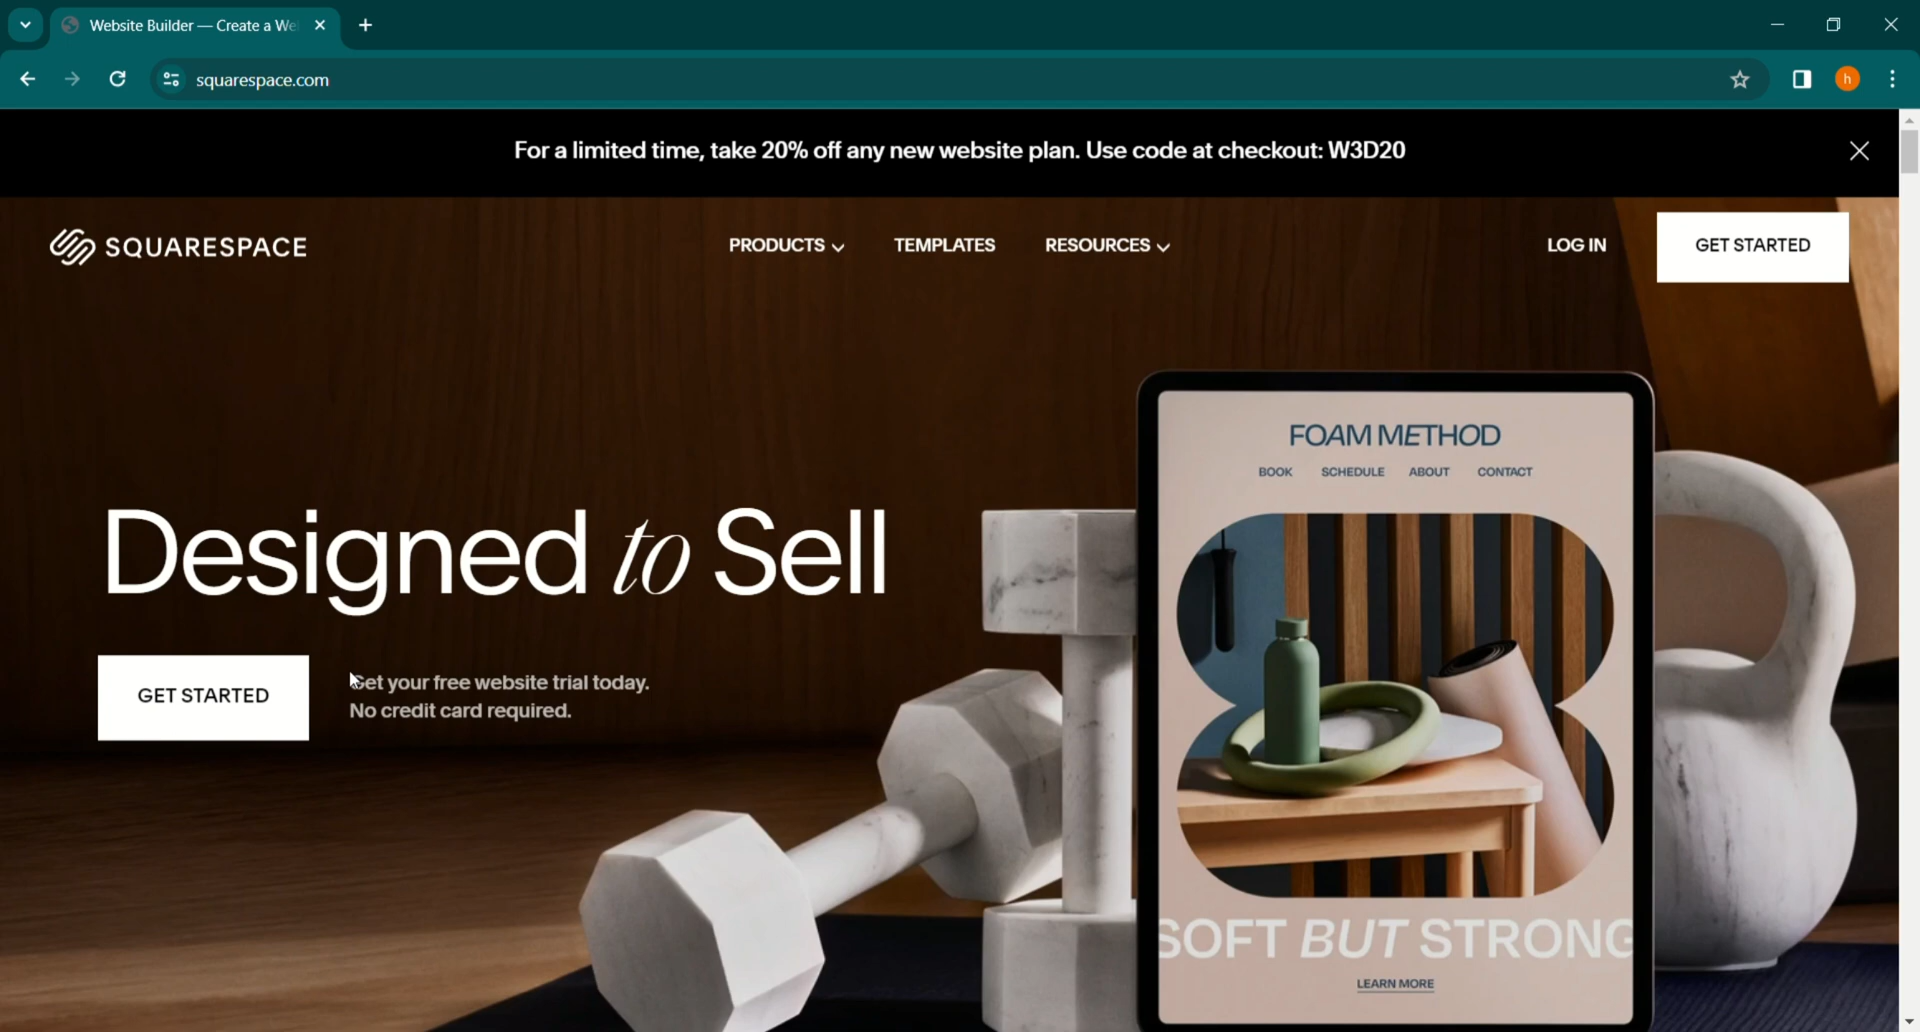 Website Builder — Create a We
squarespace.com
h
For a limited time, take 20% off any new website plan. Use code at checkout: W3D20
SQUARESPACE
PRODUCTS
TEMPLATES
RESOURCES
LOG IN
GET STARTED
FOAM METHOD
BOOK SCHEDULE ABOUT CONTACT
Designed to Sell
GET STARTED
Get your free website trial today.
No credit card required.
SOFT BUT STRONG
LEARN MORE